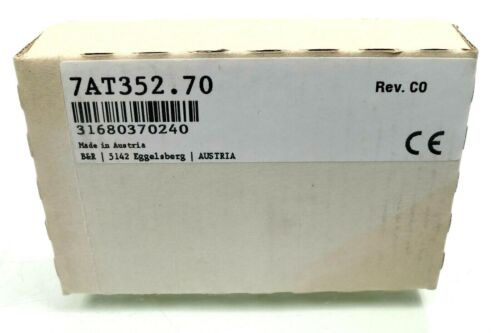 7AT352.70
Rev. C0
31680370240
Made in Austria
B&R | 5142 Eggelsberg | AUSTRIA
CE